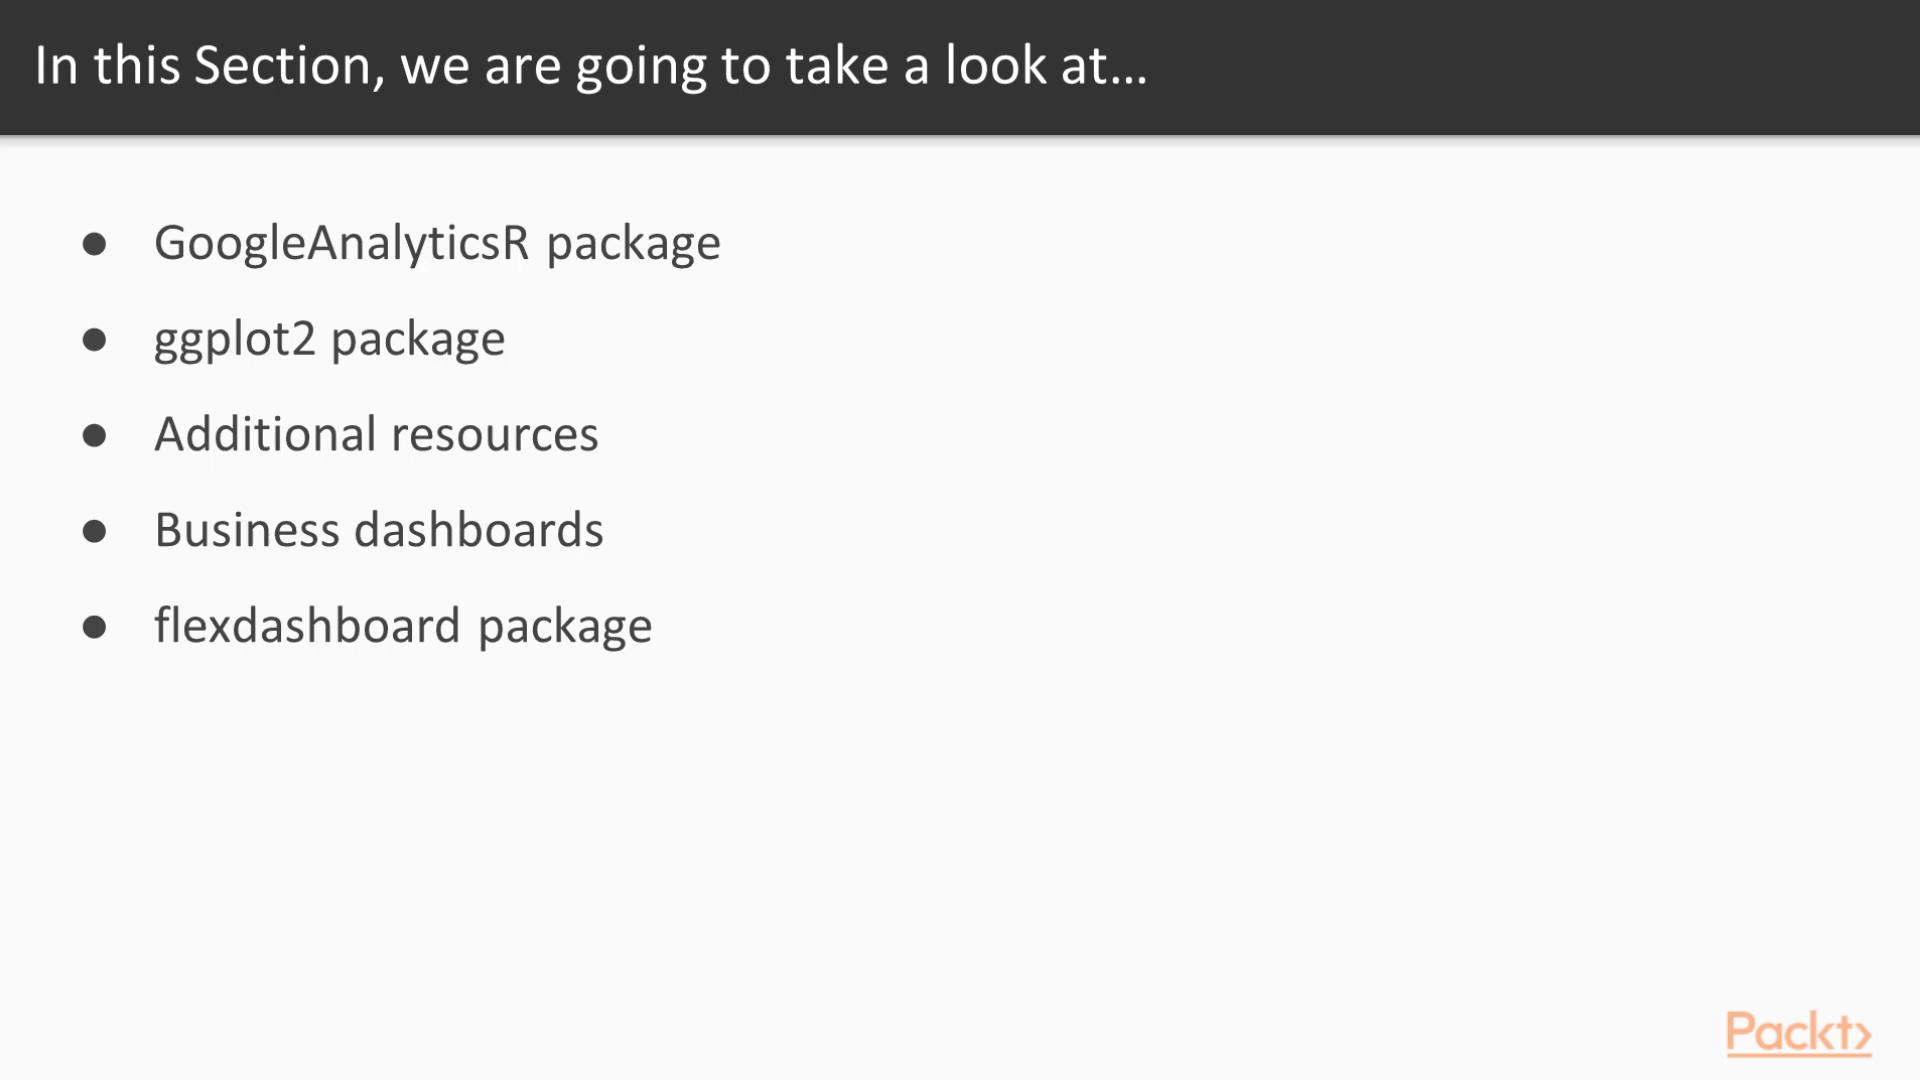 In this Section, we are going to take a look at...
● GoogleAnalyticsR package
● ggplot2 package
● Additional resources
● Business dashboards
● flexdashboard package
Packt>